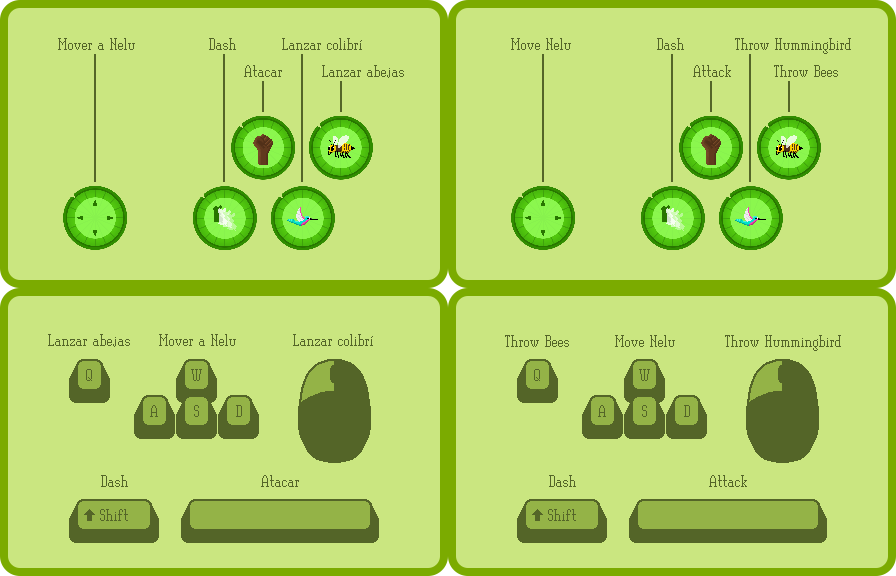 Mover a Nelu
Dash
Lanzar colibrí
Atacar
Lanzar abejas
Move Nelu
Dash
Throw Hummingbird
Attack
Throw Bees
Lanzar abejas
Mover a Nelu
Lanzar colibrí
Q
W
A
S
D
Dash
Atacar
Shift
Throw Bees
Move Nelu
Throw Hummingbird
Q
W
A
S
D
Dash
Attack
Shift